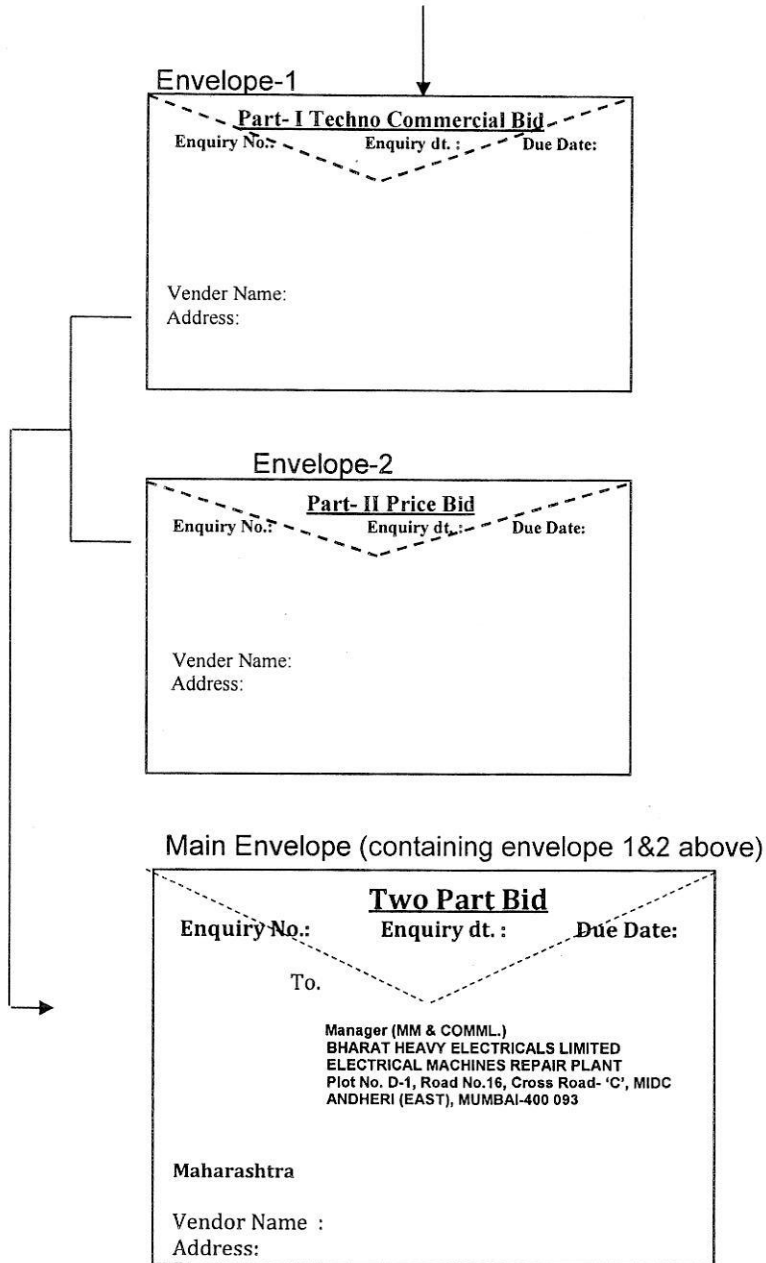 Envelope-1
Part- I Techno Commercial Bid
Enquiry No.: Enquiry dt. : Due Date:
Vender Name:
Address:
Envelope-2
Part- II Price Bid
Enquiry No.: Enquiry dt. : Due Date:
Vender Name:
Address:
Main Envelope (containing envelope 1&2 above)
Two Part Bid
Enquiry No.: Enquiry dt. : Due Date:
To.
Manager (MM & COMML.)
BHARAT HEAVY ELECTRICALS LIMITED
ELECTRICAL MACHINES REPAIR PLANT
Plot No. D-1, Road No.16, Cross Road- ‘C’, MIDC
ANDHERI (EAST), MUMBAI-400 093
Maharashtra
Vendor Name :
Address: